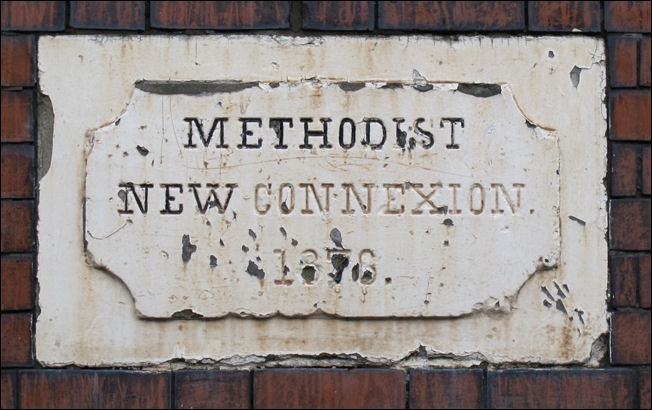 METHODIST
NEW CONNEXION.
1876.